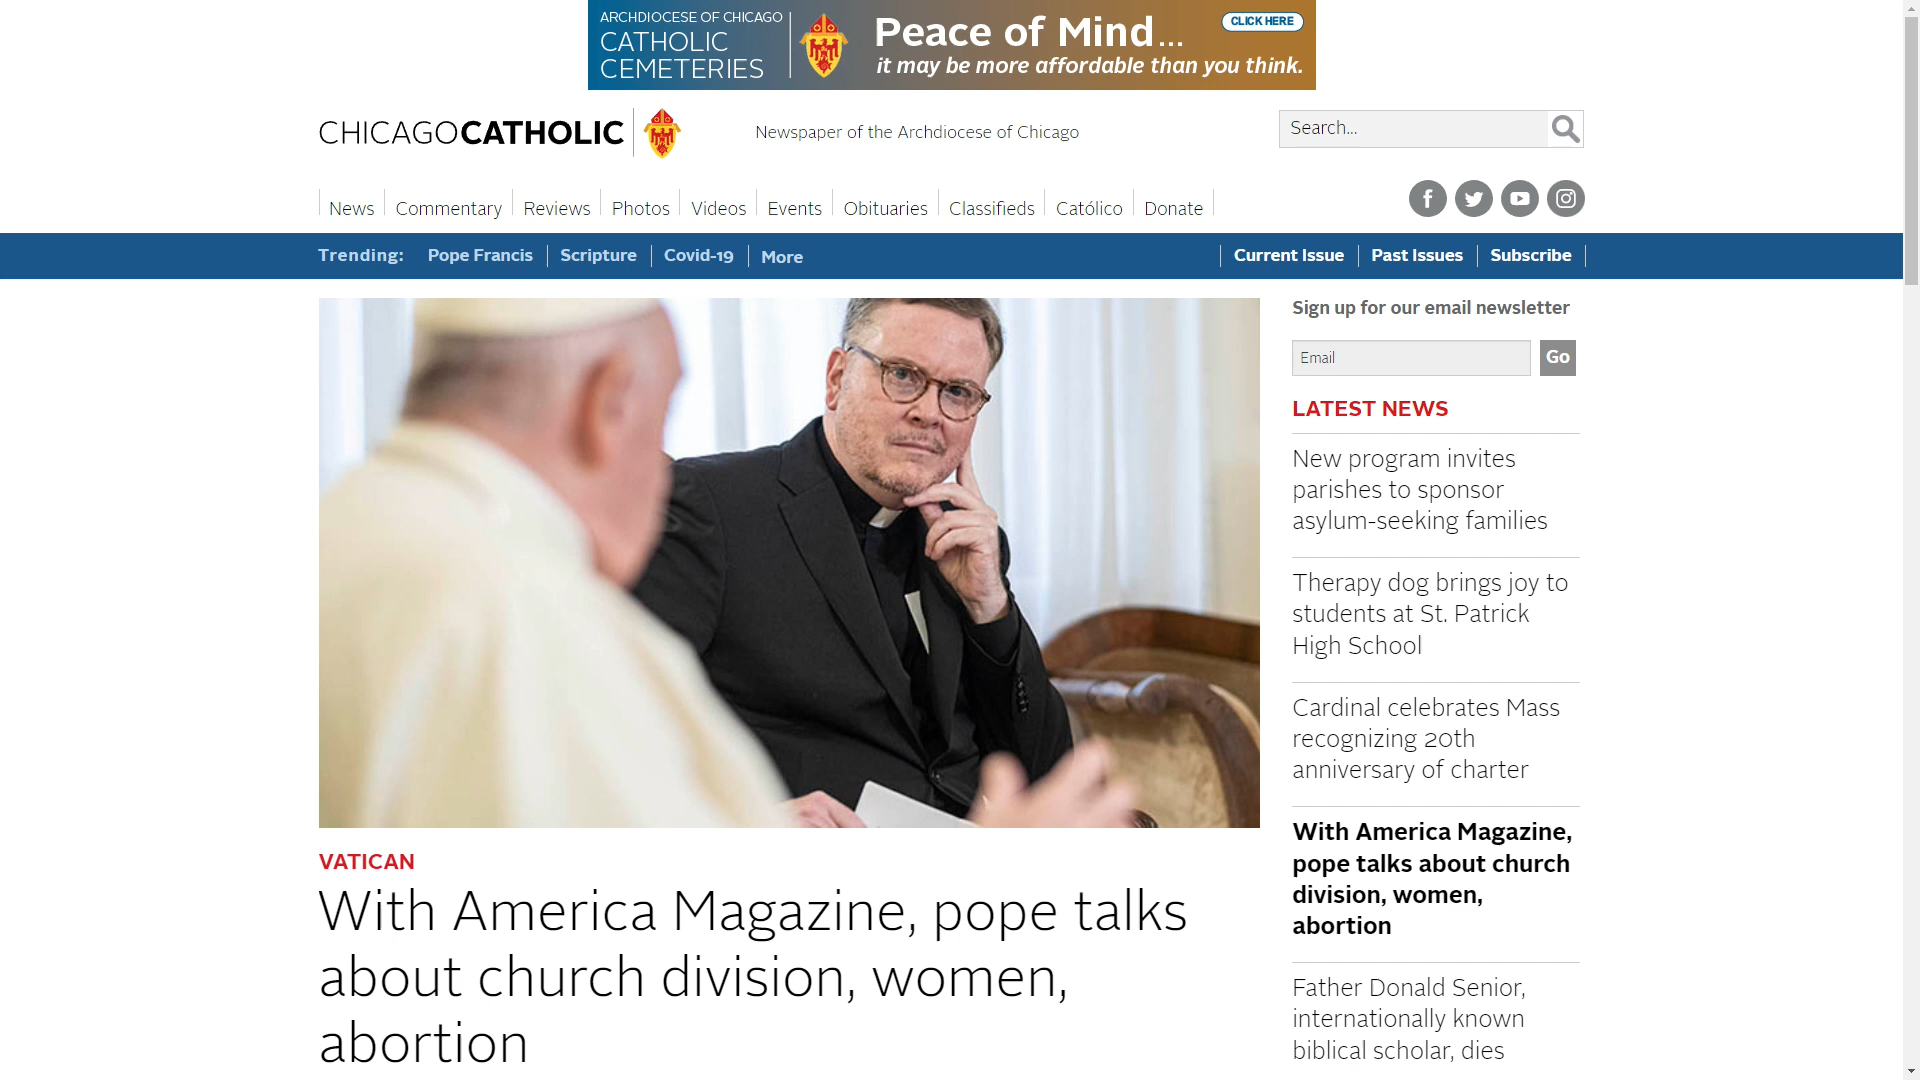 ARCHDIOCESE OF CHICAGO
CATHOLIC
CEMETERIES
Peace of Mind...
it may be more affordable than you think.
CLICK HERE
CHICAGOCATHOLIC
Newspaper of the Archdiocese of Chicago
Search...
News
Commentary
Reviews
Photos
Videos
Events
Obituaries
Classifieds
Católico
Donate
Trending:
Pope Francis
Scripture
Covid-19
More
Current Issue
Past Issues
Subscribe
VATICAN
With America Magazine, pope talks
about church division, women,
abortion
Sign up for our email newsletter
Email
Go
LATEST NEWS
New program invites
parishes to sponsor
asylum-seeking families
Therapy dog brings joy to
students at St. Patrick
High School
Cardinal celebrates Mass
recognizing 20th
anniversary of charter
With America Magazine,
pope talks about church
division, women,
abortion
Father Donald Senior,
internationally known
biblical scholar, dies